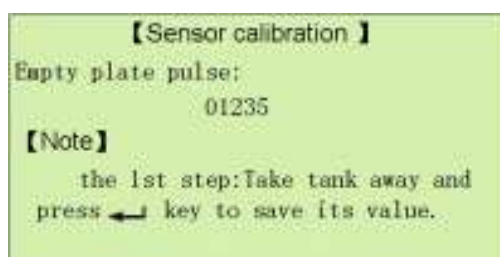 【Sensor calibration 】
Empty plate pulse:
01235
【Note】
the 1st step:Take tank away and
press ↵ key to save its value.